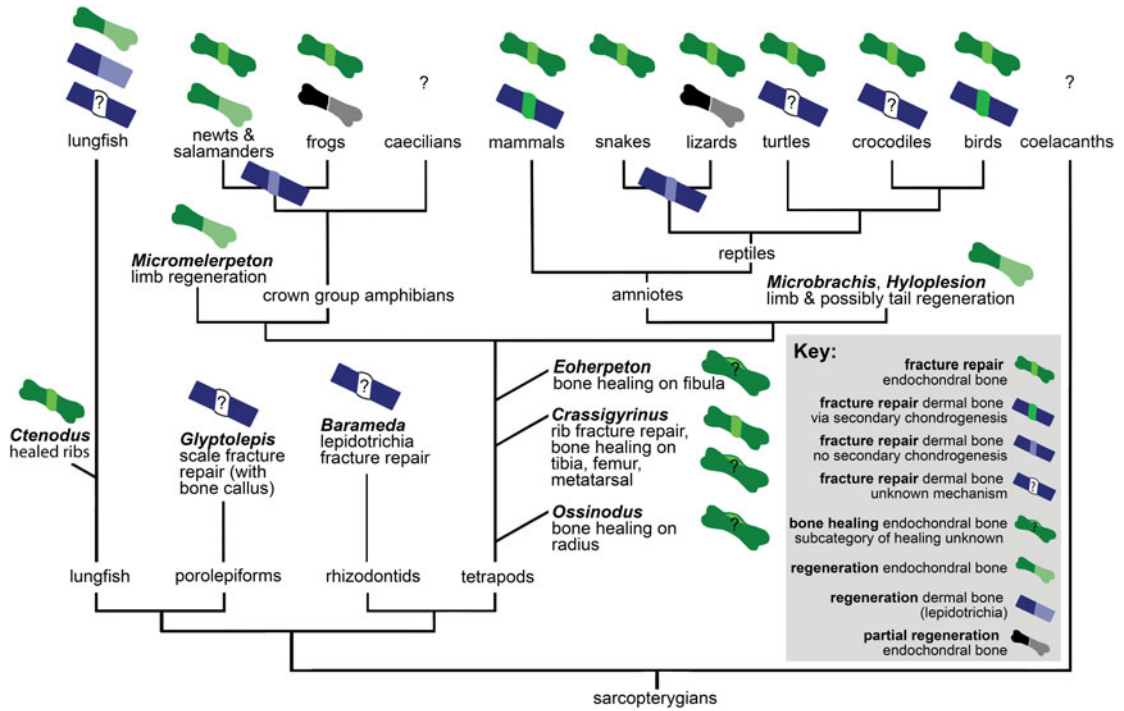 ?
?
?
?
?
?
lungfish
newts &
salamanders
frogs
caecilians
mammals
snakes
lizards
turtles
crocodiles
birds
coelacanths
Micromelerpeton
limb regeneration
crown group amphibians
reptiles
amniotes
Microbrachis, Hyloplesion
limb & possibly tail regeneration
Ctenodus
healed ribs
?
Glyptolepis
scale fracture
repair (with
bone callus)
?
Barameda
lepidotrichia
fracture repair
Eoherpeton
bone healing on fibula
?
Crassigyrinus
rib fracture repair,
bone healing on
tibia, femur,
metatarsal
?
Ossinodus
bone healing on
radius
?
Key:
fracture repair
endochondral bone
fracture repair dermal bone
via secondary chondrogenesis
fracture repair dermal bone
no secondary chondrogenesis
fracture repair dermal bone
unknown mechanism
?
bone healing endochondral bone
subcategory of healing unknown
?
regeneration endochondral bone
regeneration dermal bone
(lepidotrichia)
partial regeneration
endochondral bone
lungfish
porolepiforms
rhizodontids
tetrapods
sarcopterygians